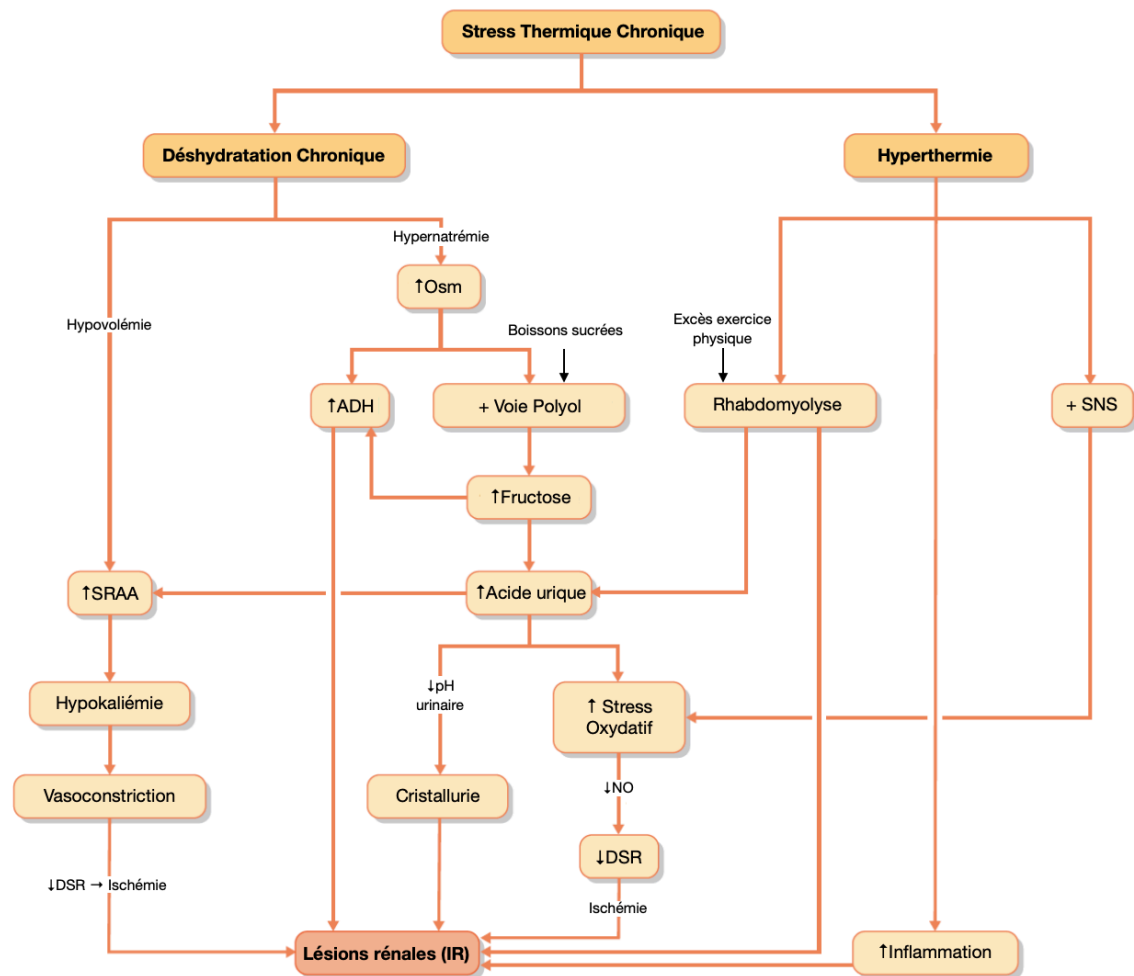 Stress Thermique Chronique
Déshydratation Chronique
Hyperthermie
Hypernatrémie
↑Osm
Hypovolémie
Boissons sucrées
Excès exercice
physique
↑ADH
+ Voie Polyol
Rhabdomyolyse
+ SNS
↑Fructose
↑SRAA
↑Acide urique
↓pH
urinaire
Hypokaliémie
↑ Stress
Oxydatif
Vasoconstriction
Cristallurie
↓NO
↓DSR
↓DSR → Ischémie
Ischémie
Lésions rénales (IR)
↑Inflammation